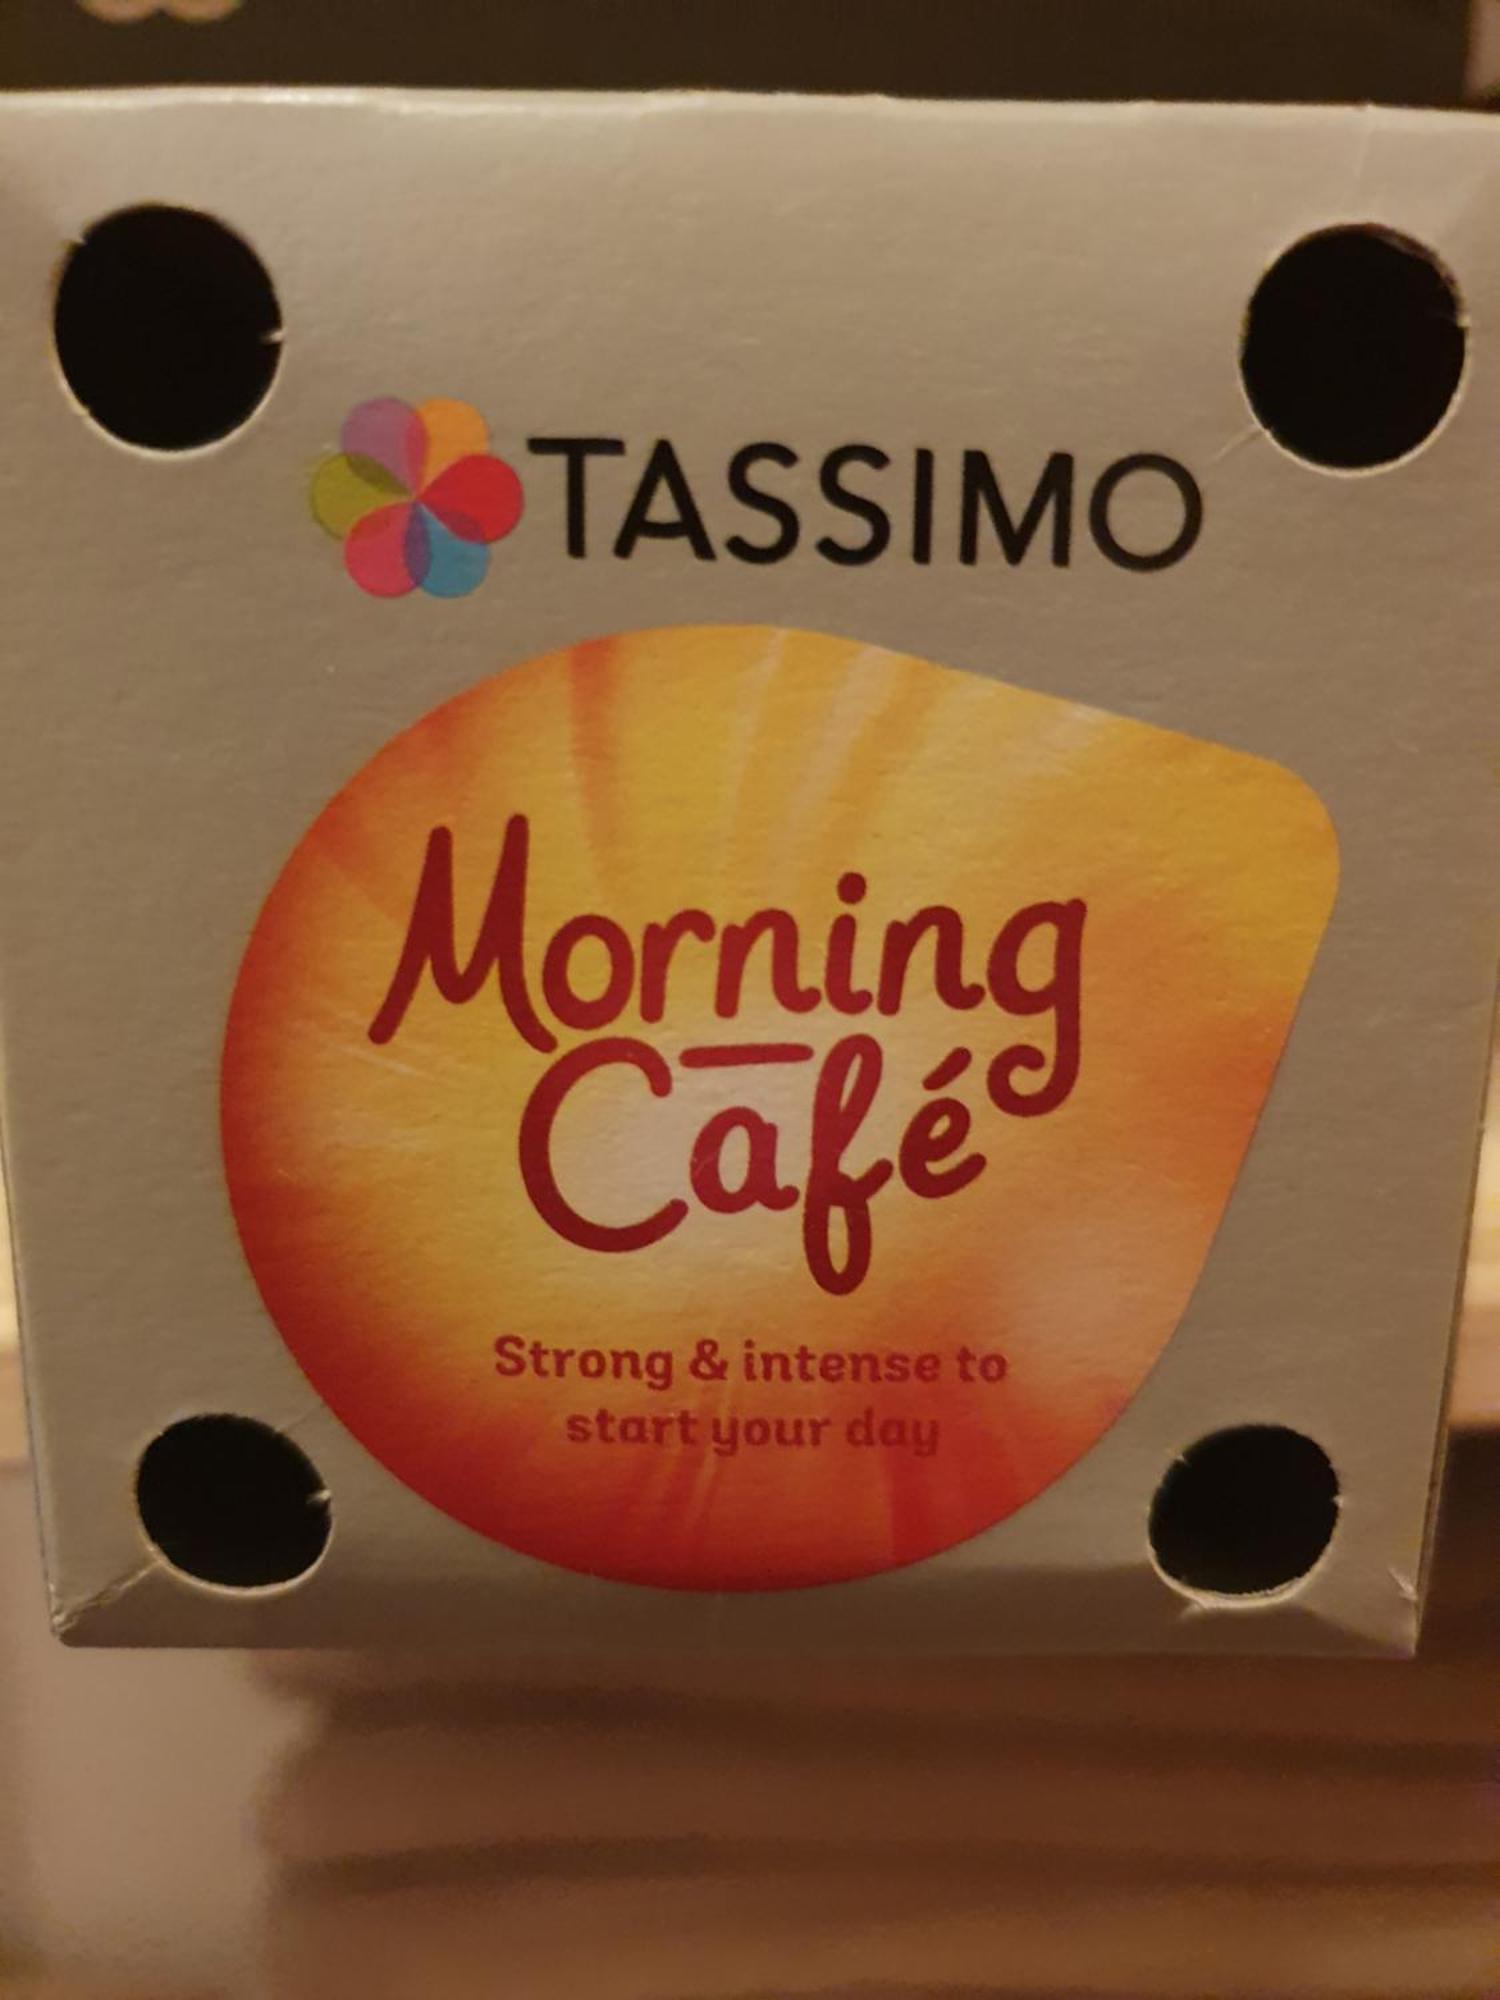 TASSIMO
Morning
Café
Strong & intense to
start your day